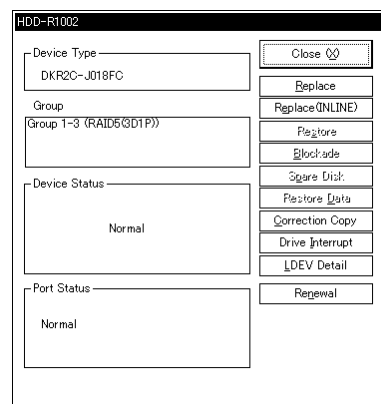 HDD-R1002
Device Type
DKR2C-J018FC
Group
Group 1-3 (RAID5(3D1P))
Device Status
Normal
Port Status
Normal
Close (X)
Replace
Replace(INLINE)
Restore
Blockade
Spare Disk
Restore Data
Correction Copy
Drive Interrupt
LDEV Detail
Renewal